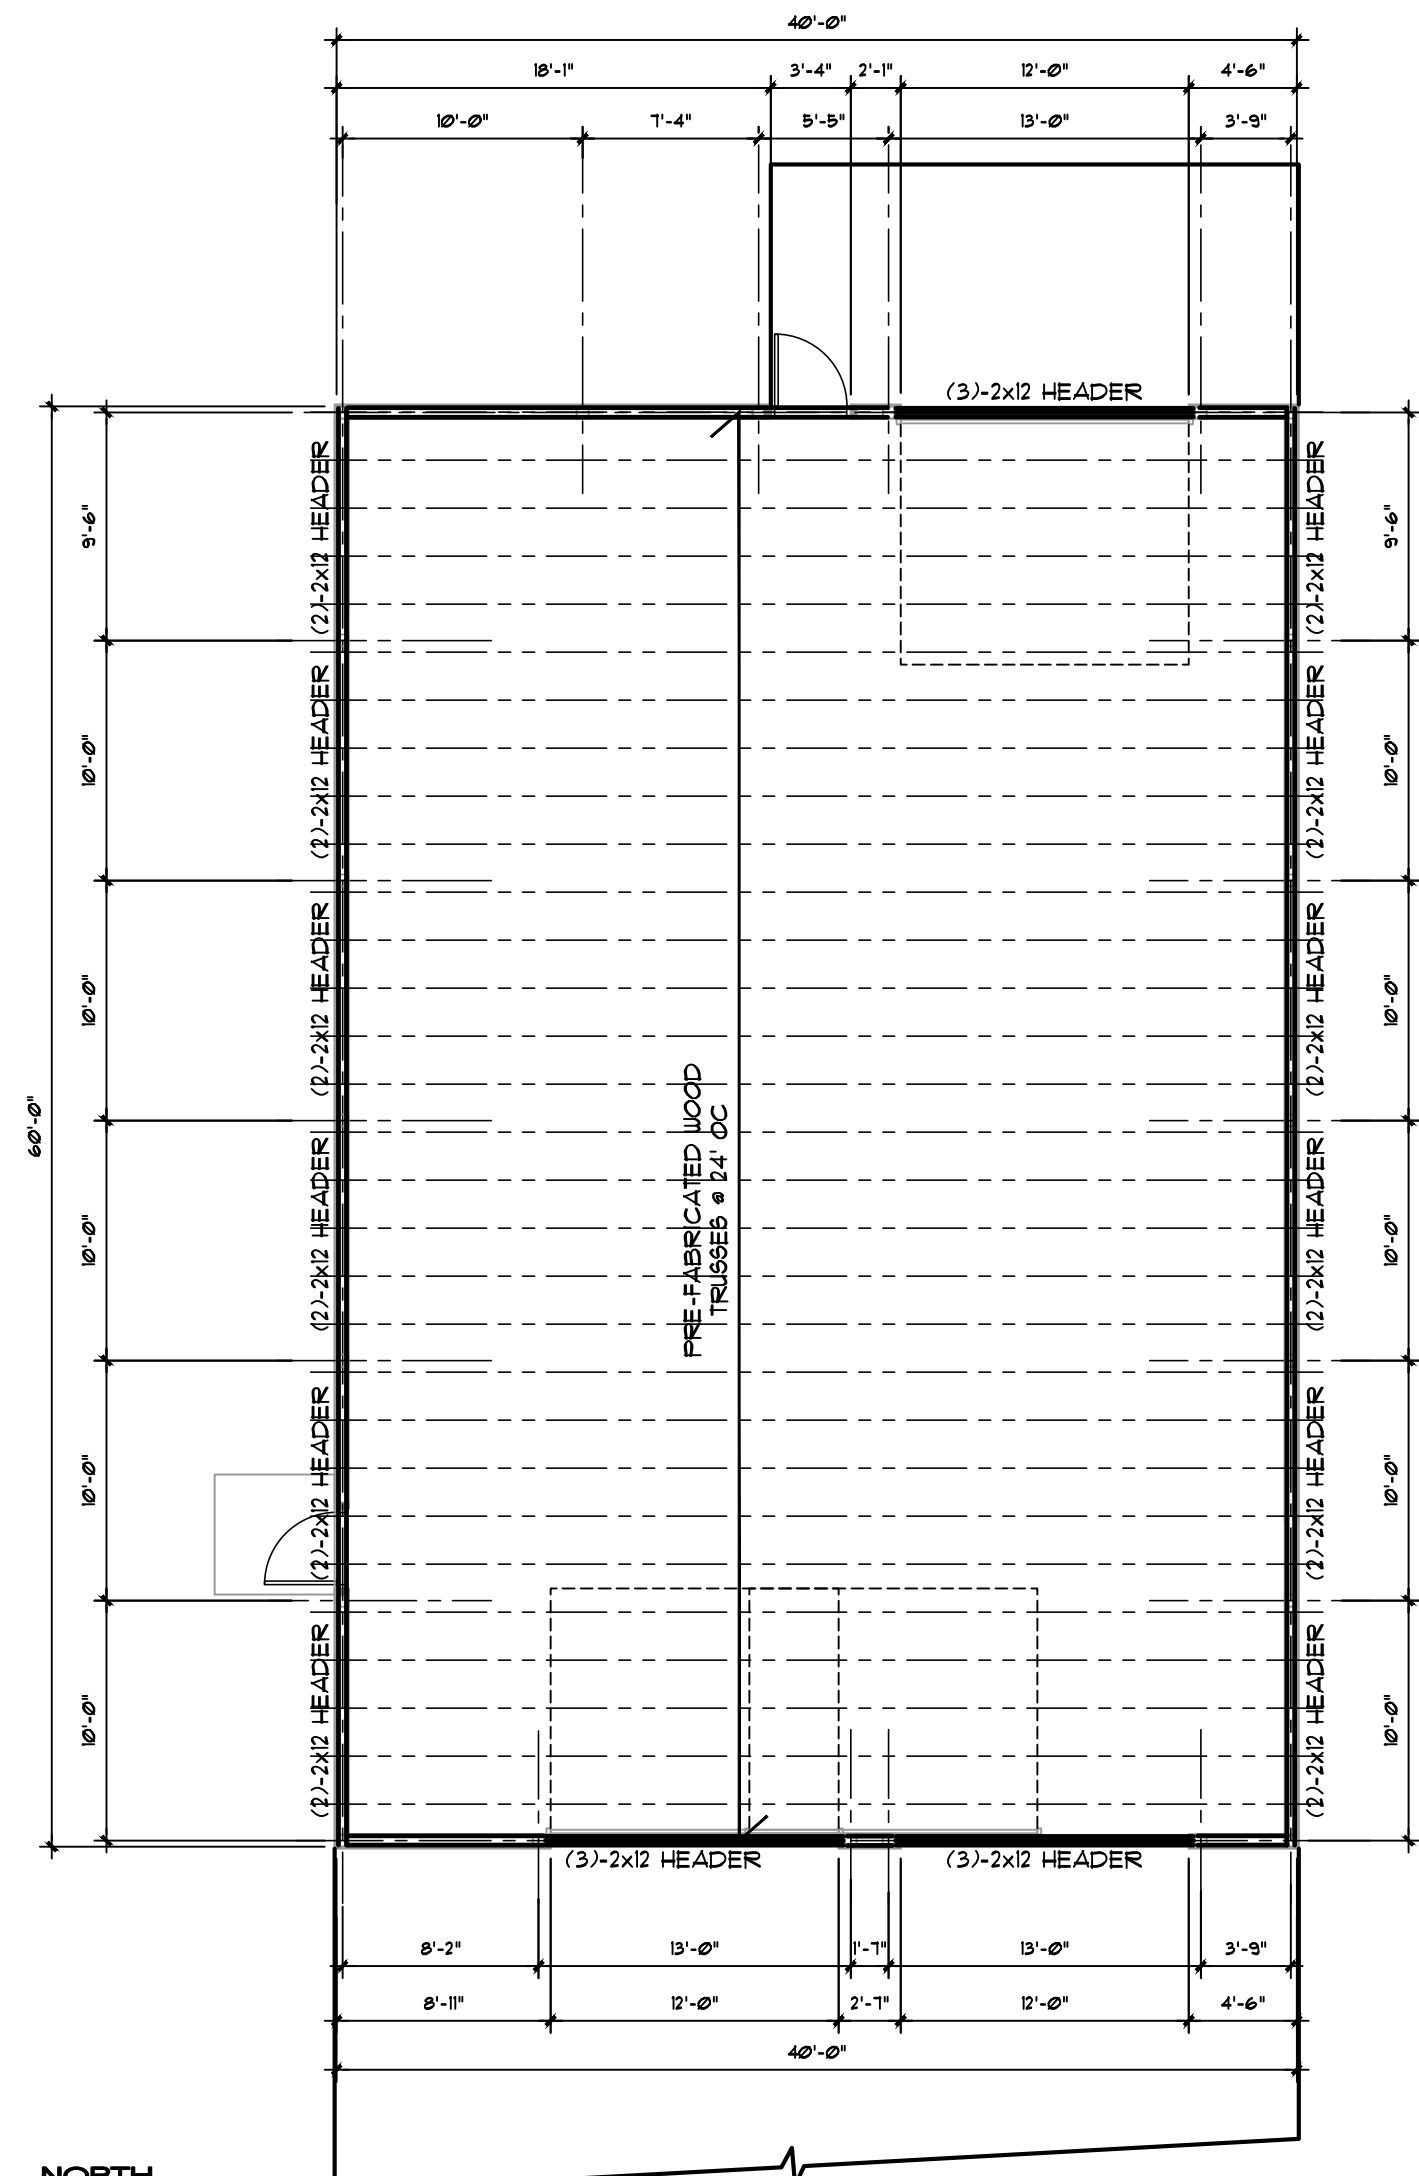 40'-0"
18'-1" 3'-4" 2'-1" 12'-0" 4'-6"
10'-0" 7'-4" 5'-5" 13'-0" 3'-9"
(3)-2x12 HEADER
9'-6"
10'-0"
10'-0"
10'-0"
10'-0"
10'-0"
60'-0"
(2)-2x12 HEADER
(2)-2x12 HEADER
(2)-2x12 HEADER
(2)-2x12 HEADER
(2)-2x12 HEADER
(2)-2x12 HEADER
PRE-FABRICATED WOOD
TRUSSES @ 24' OC
(2)-2x12 HEADER
(2)-2x12 HEADER
(2)-2x12 HEADER
(2)-2x12 HEADER
(2)-2x12 HEADER
(2)-2x12 HEADER
9'-6"
10'-0"
10'-0"
10'-0"
10'-0"
10'-0"
(3)-2x12 HEADER (3)-2x12 HEADER
8'-2" 13'-0" 1'-7" 13'-0" 3'-9"
8'-11" 12'-0" 2'-7" 12'-0" 4'-6"
40'-0"
NORTH